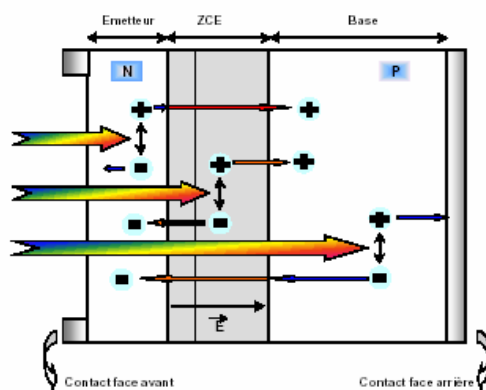 Emetteur ZCE Base
N P
E
Contact face avant Contact face arrière